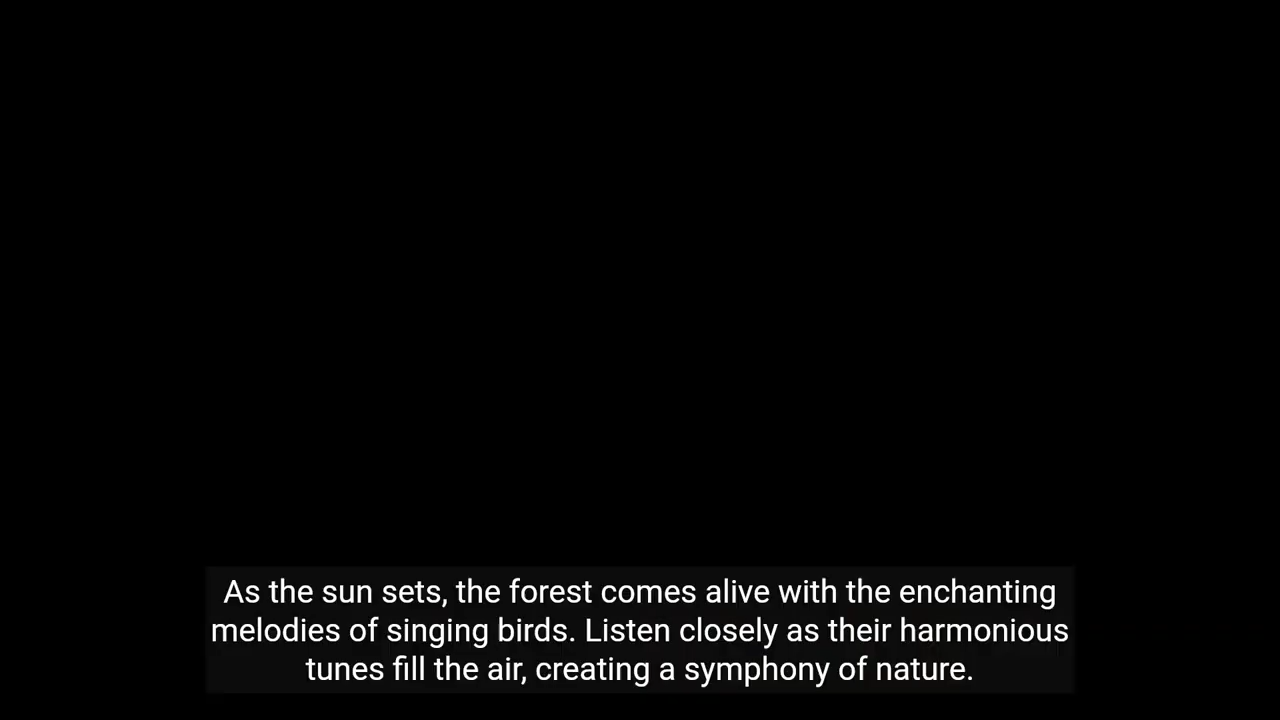 As the sun sets, the forest comes alive with the enchanting
melodies of singing birds. Listen closely as their harmonious
tunes fill the air, creating a symphony of nature.